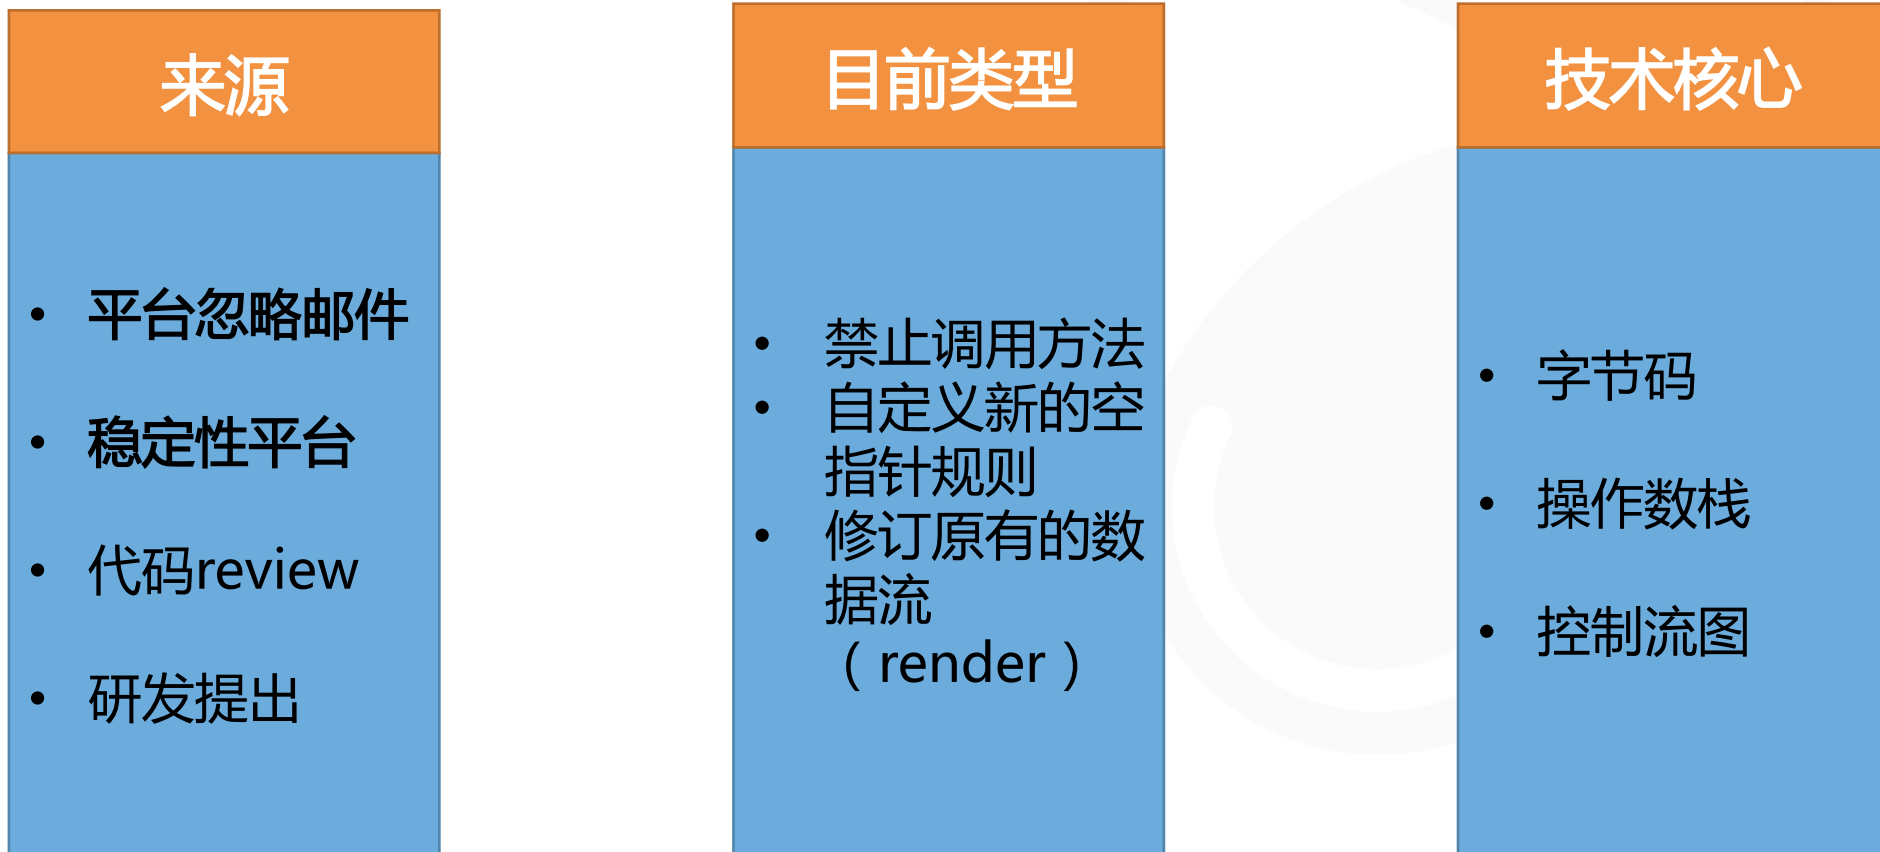 来源
• 平台忽略邮件
• 稳定性平台
• 代码review
• 研发提出
目前类型
• 禁止调用方法
• 自定义新的空
指针规则
• 修订原有的数
据流
（render）
技术核心
• 字节码
• 操作数栈
• 控制流图